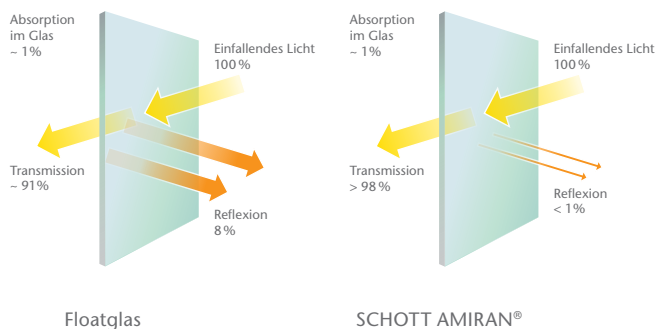 Absorption
im Glas
~ 1%
Einfallendes Licht
100 %
Transmission
~ 91%
Reflexion
8 %
Floatglas
Absorption
im Glas
~ 1%
Einfallendes Licht
100 %
Transmission
> 98 %
Reflexion
< 1%
SCHOTT AMIRAN®